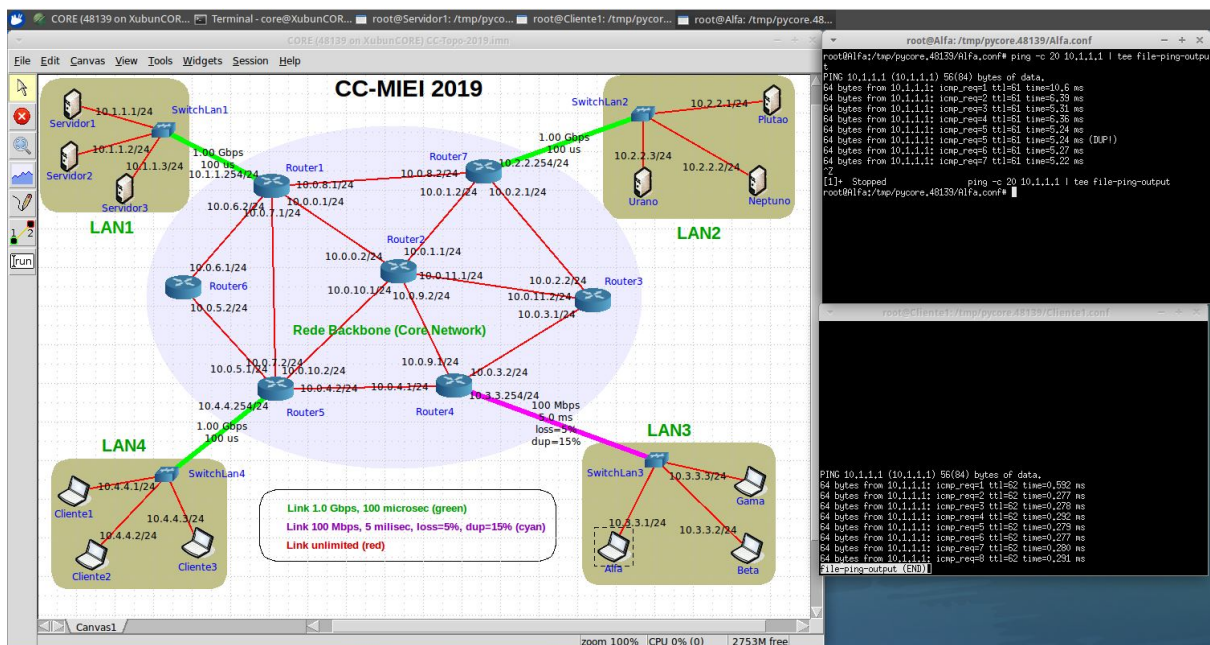 CORE (48139 on XubunCOR...
Terminal - core@XubunCOR...
root@Servidor1: /tmp/pyco...
root@Cliente1: /tmp/pycor...
root@Alfa: /tmp/pycore.48...
CORE (48139 on XubunCORE) CC-Topo-2019.imn
File Edit Canvas View Tools Widgets Session Help
CC-MIEI 2019
Servidor1
10.1.1.1/24
SwitchLan1
Servidor2
10.1.1.2/24
10.1.1.3/24
Servidor3
LAN1
1.00 Gbps
100 us
10.1.1.254/24
Router1
10.0.8.1/24
10.0.0.1/24
10.0.6.2/24
10.0.7.1/24
SwitchLan2
10.2.2.1/24
Plutao
10.2.2.3/24
10.2.2.2/24
Urano
Neptuno
LAN2
1.00 Gbps
100 us
Router7
10.2.2.254/24
10.0.8.2/24
10.0.1.2/24
10.0.2.1/24
Router2
10.0.1.1/24
10.0.0.2/24
10.0.11.1/24
10.0.10.1/24
10.0.9.2/24
10.0.6.1/24
Router6
10.0.5.2/24
10.0.2.2/24
Router3
10.0.11.2/24
10.0.3.1/24
Rede Backbone (Core Network)
10.0.7.2/24
10.0.5.1/24
10.0.10.2/24
10.0.4.2/24
10.4.4.254/24
Router5
10.0.9.1/24
10.0.3.2/24
10.0.4.1/24
10.3.3.254/24
Router4
1.00 Gbps
100 us
100 Mbps
5.0 ms
loss=5%
dup=15%
LAN4
SwitchLan4
10.4.4.1/24
Cliente1
10.4.4.3/24
10.4.4.2/24
Cliente2
Cliente3
Link 1.0 Gbps, 100 microsec (green)
Link 100 Mbps, 5 milisec, loss=5%, dup=15% (cyan)
Link unlimited (red)
LAN3
SwitchLan3
10.3.3.3/24
Gama
10.3.3.1/24
10.3.3.2/24
Alfa
Beta
1 2
run
Canvas1
zoom 100% CPU 0% (0) 2753M free
root@Alfa: /tmp/pycore.48139/Alfa.conf
root@Alfa:/tmp/pycore.48139/Alfa.conf# ping -c 20 10.1.1.1 | tee file-ping-outpu
t
PING 10.1.1.1 (10.1.1.1) 56(84) bytes of data.
64 bytes from 10.1.1.1: icmp_req=1 ttl=61 time=10.6 ms
64 bytes from 10.1.1.1: icmp_req=2 ttl=61 time=6.39 ms
64 bytes from 10.1.1.1: icmp_req=3 ttl=61 time=5.31 ms
64 bytes from 10.1.1.1: icmp_req=4 ttl=61 time=6.36 ms
64 bytes from 10.1.1.1: icmp_req=5 ttl=61 time=5.24 ms
64 bytes from 10.1.1.1: icmp_req=5 ttl=61 time=5.24 ms (DUP!)
64 bytes from 10.1.1.1: icmp_req=6 ttl=61 time=5.27 ms
64 bytes from 10.1.1.1: icmp_req=7 ttl=61 time=5.22 ms
^Z
[1]+ Stopped ping -c 20 10.1.1.1 | tee file-ping-output
root@Alfa:/tmp/pycore.48139/Alfa.conf#
root@Cliente1: /tmp/pycore.48139/Cliente1.conf
PING 10.1.1.1 (10.1.1.1) 56(84) bytes of data.
64 bytes from 10.1.1.1: icmp_req=1 ttl=62 time=0.592 ms
64 bytes from 10.1.1.1: icmp_req=2 ttl=62 time=0.277 ms
64 bytes from 10.1.1.1: icmp_req=3 ttl=62 time=0.278 ms
64 bytes from 10.1.1.1: icmp_req=4 ttl=62 time=0.292 ms
64 bytes from 10.1.1.1: icmp_req=5 ttl=62 time=0.279 ms
64 bytes from 10.1.1.1: icmp_req=6 ttl=62 time=0.277 ms
64 bytes from 10.1.1.1: icmp_req=7 ttl=62 time=0.280 ms
64 bytes from 10.1.1.1: icmp_req=8 ttl=62 time=0.291 ms
file-ping-output (END)